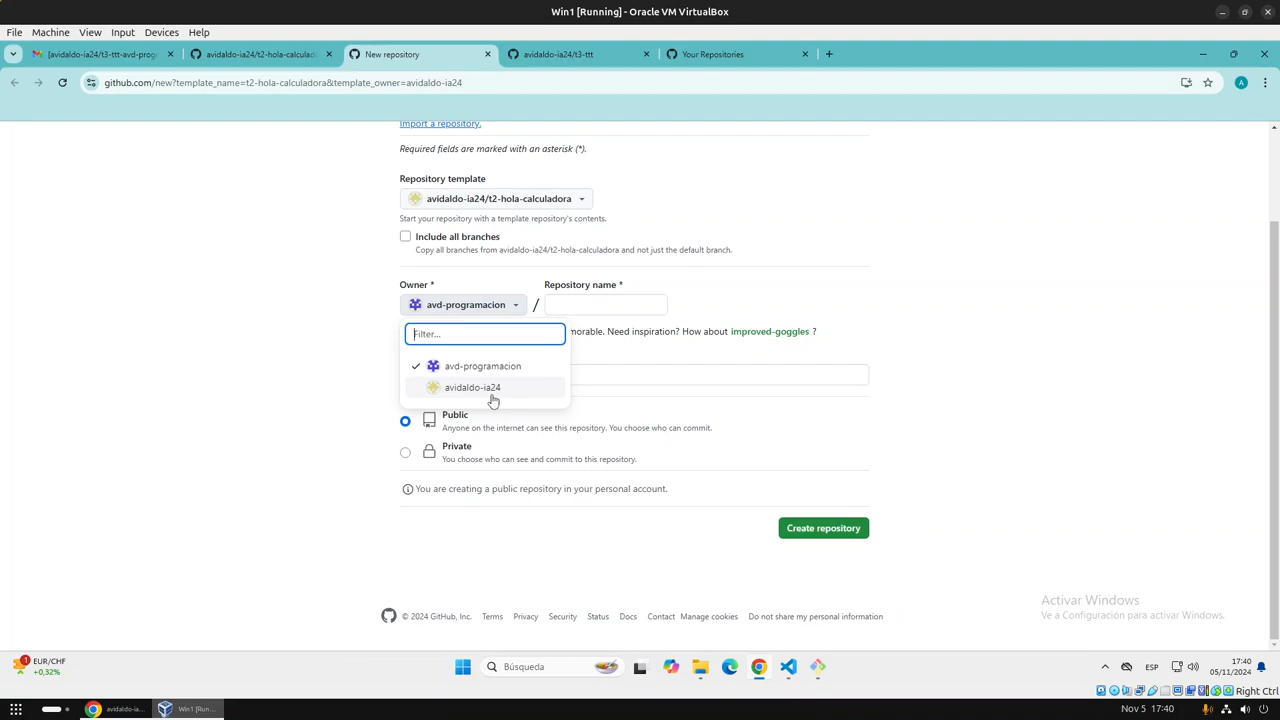 Win1 [Running] - Oracle VM VirtualBox
File Machine View Input Devices Help
[avidaldo-ia24/t3-ttt-avd-prog
avidaldo-ia24/t2-hola-calculado
New repository
avidaldo-ia24/t3-ttt
Your Repositories
github.com/new?template_name=t2-hola-calculadora&template_owner=avidaldo-ia24
A
Import a repository.
Required fields are marked with an asterisk (*).
Repository template
avidaldo-ia24/t2-hola-calculadora
Start your repository with a template repository's contents.
Include all branches
Copy all branches from avidaldo-ia24/t2-hola-calculadora and not just the default branch.
Owner * Repository name *
avd-programacion /
Filter...
morable. Need inspiration? How about improved-goggles ?
avd-programacion
avidaldo-ia24
Public
Anyone on the internet can see this repository. You choose who can commit.
Private
You choose who can see and commit to this repository.
You are creating a public repository in your personal account.
Create repository
© 2024 GitHub, Inc. Terms Privacy Security Status Docs Contact Manage cookies Do not share my personal information
Activar Windows
Ve a Configuración para activar Windows.
1
EUR/CHF
+0,32%
Búsqueda
ESP
17:40
05/11/2024
Right Ctrl
avidaldo-ia...
Win1 [Run...
Nov 5 17:40